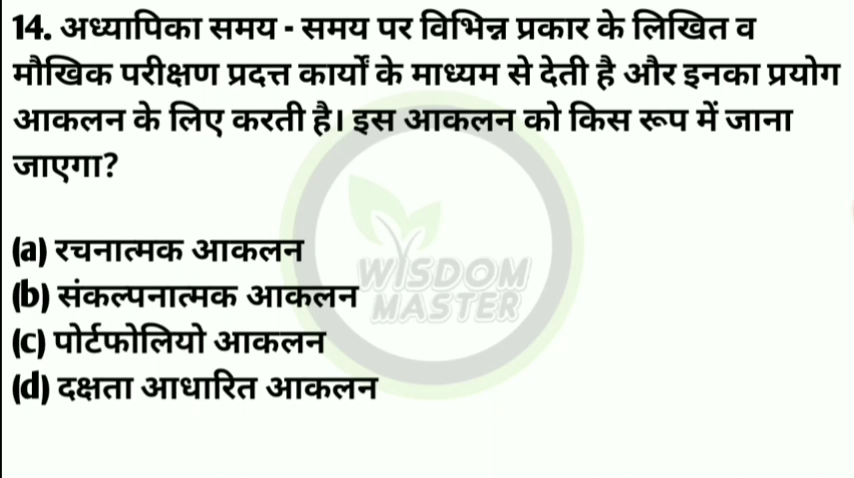 14. अध्यापिका समय - समय पर विभिन्न प्रकार के लिखित व
मौखिक परीक्षण प्रदत्त कार्यों के माध्यम से देती है और इनका प्रयोग
आकलन के लिए करती है। इस आकलन को किस रूप में जाना
जाएगा?
(a) रचनात्मक आकलन
(b) संकल्पनात्मक आकलन
(c) पोर्टफोलियो आकलन
(d) दक्षता आधारित आकलन
WISDOM
MASTER